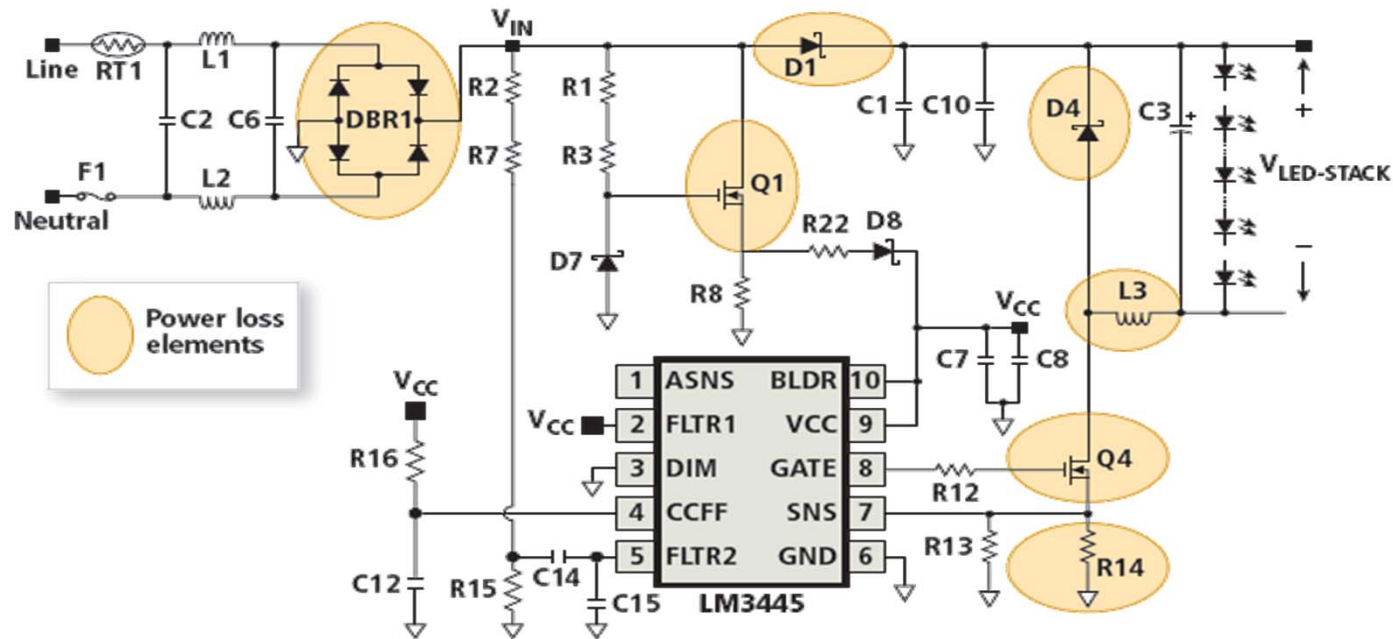 V_IN
Line
RT1
L1
C2
C6
DBR1
F1
Neutral
L2
R2
R7
R1
R3
D7
Q1
R8
D1
R22
D8
C1
C10
D4
C3
+
+
V_LED-STACK
−
L3
Power loss
elements
V_CC
C7
C8
V_CC
R16
C12
V_CC
R15
C14
C15
1 ASNS BLDR 10
2 FLTR1 VCC 9
3 DIM GATE 8
4 CCFF SNS 7
5 FLTR2 GND 6
LM3445
R12
Q4
R13
R14